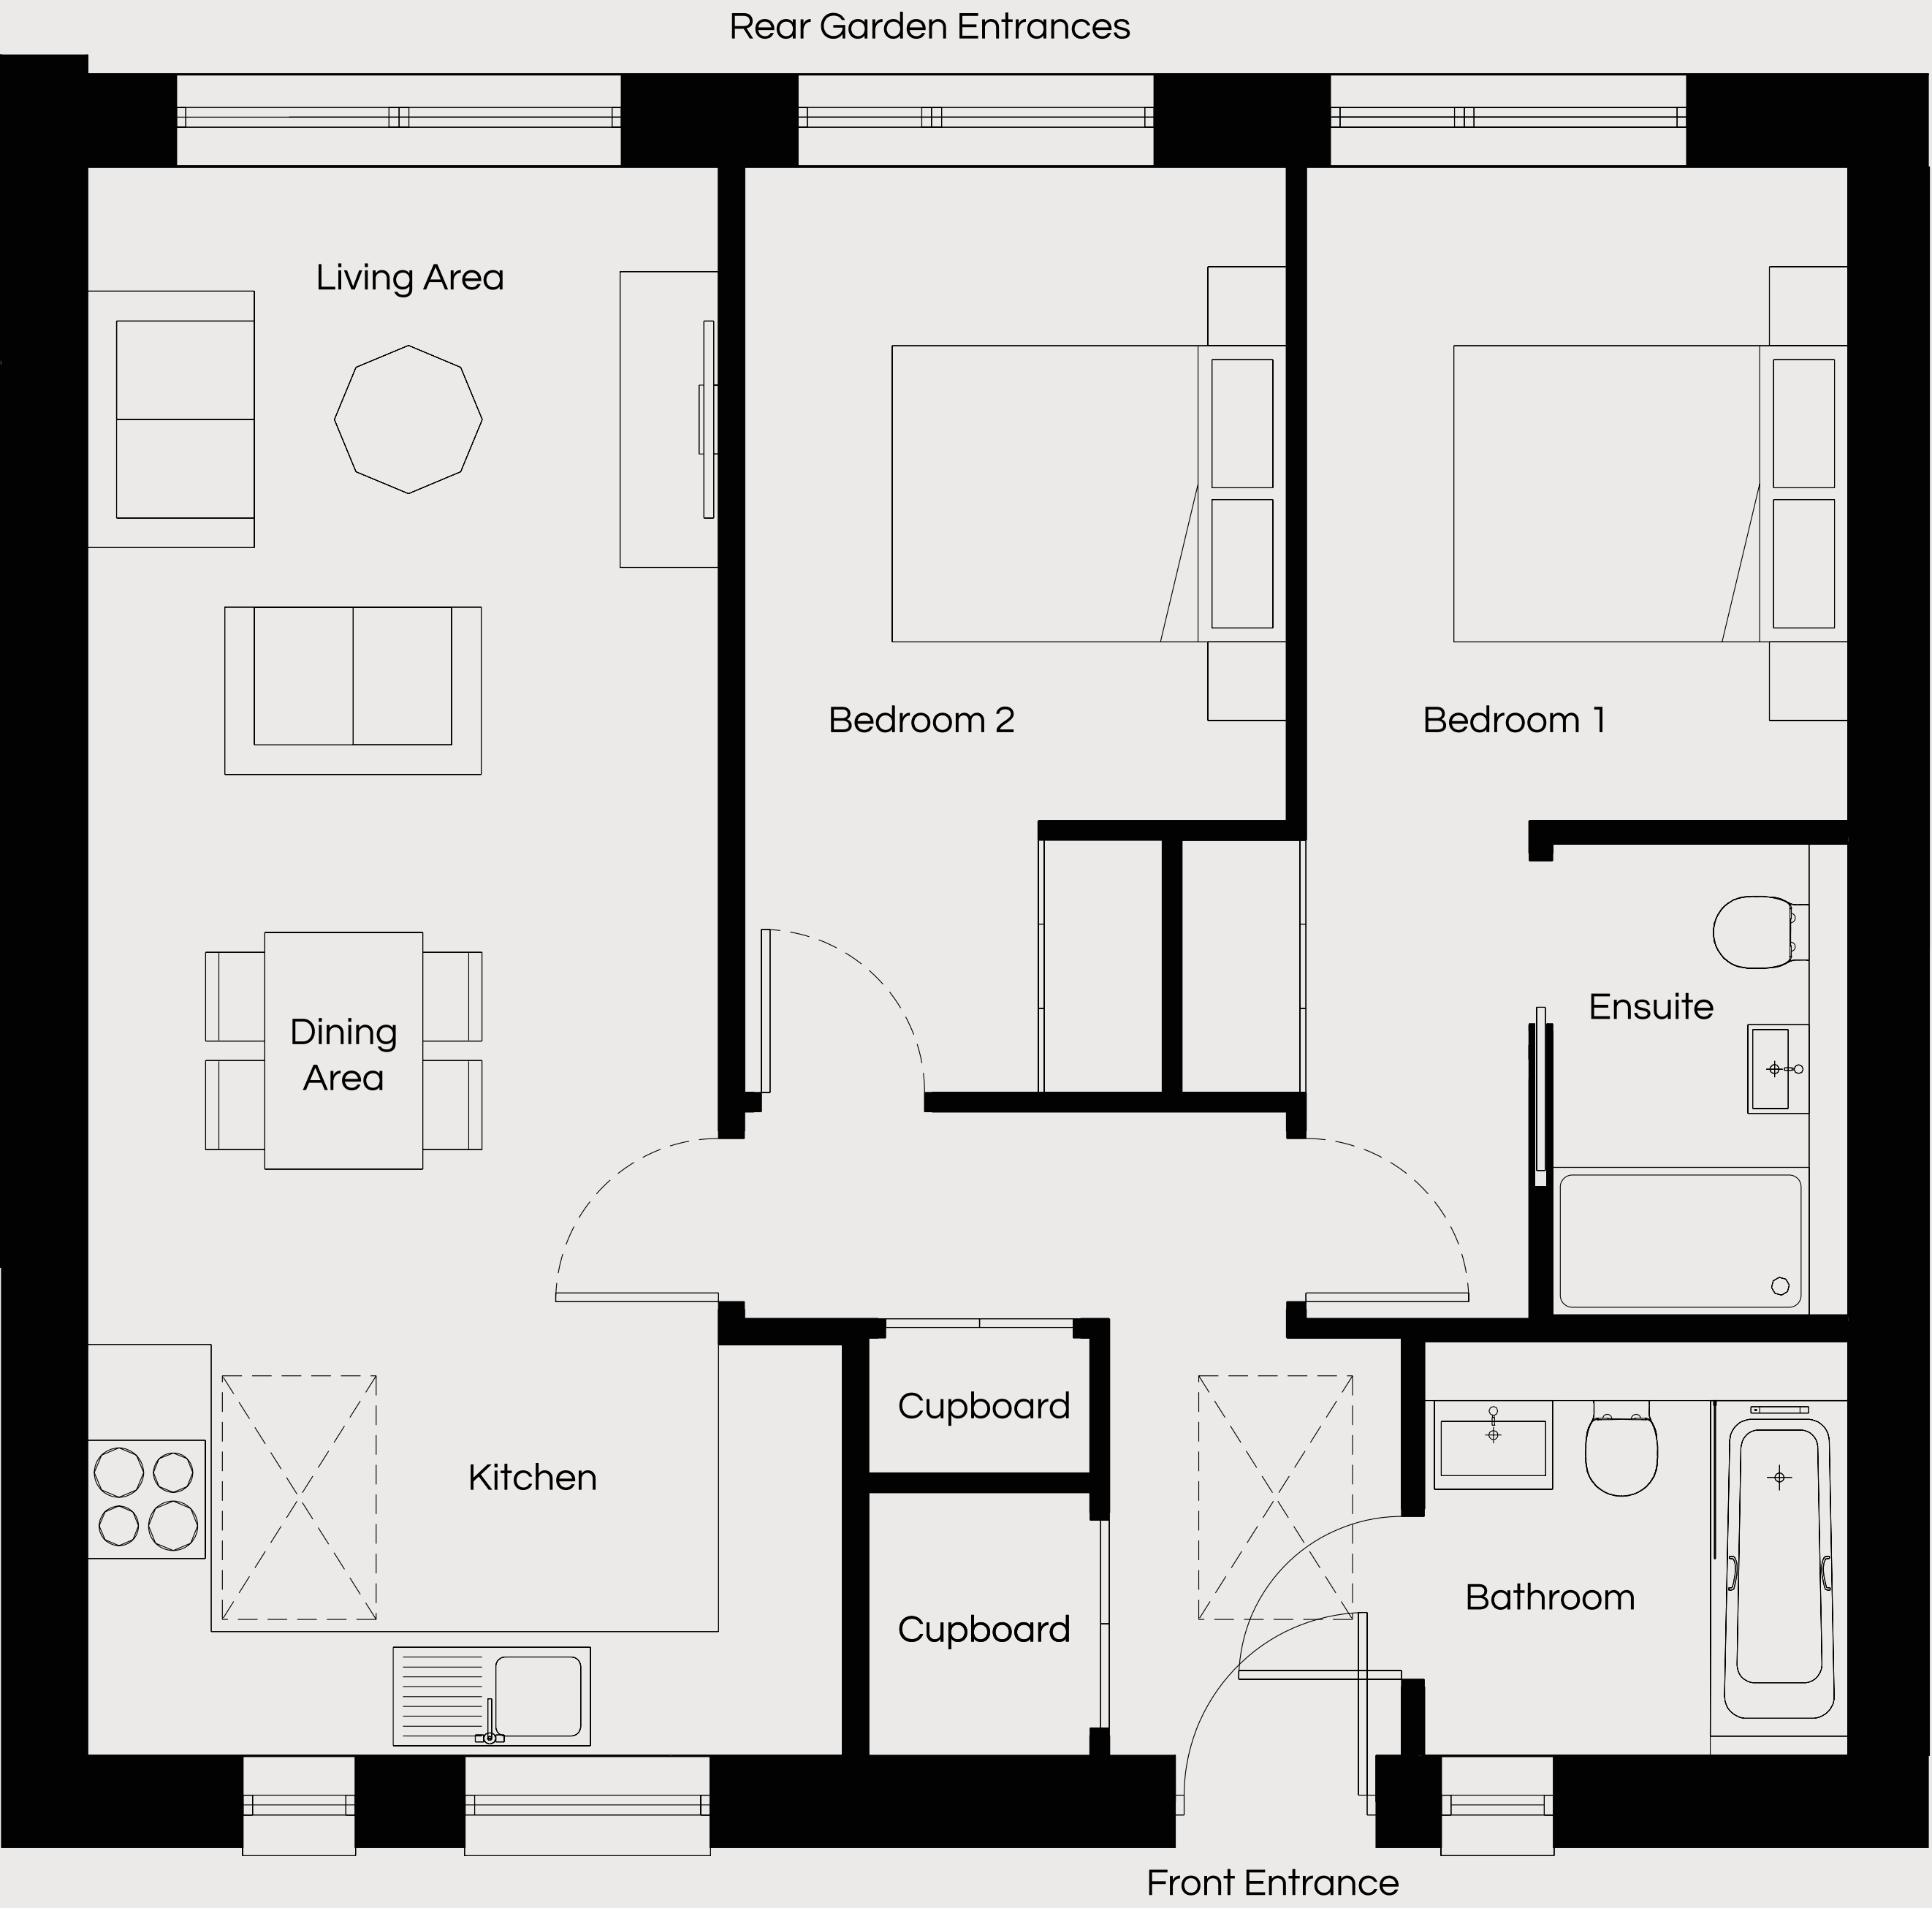 Rear Garden Entrances
Living Area
Bedroom 2
Bedroom 1
Dining
Area
Ensuite
Cupboard
Kitchen
Bathroom
Cupboard
Front Entrance